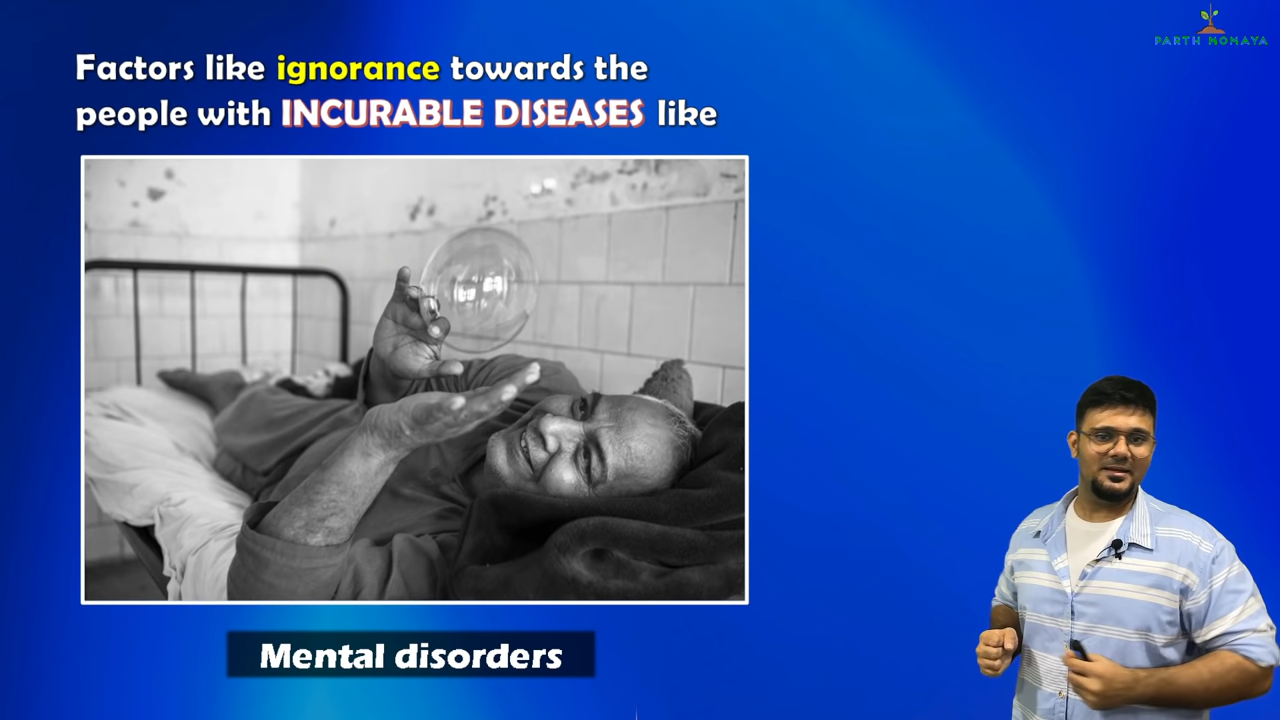 PARTH MOMAYA
Factors like ignorance towards the
people with INCURABLE DISEASES like
Mental disorders